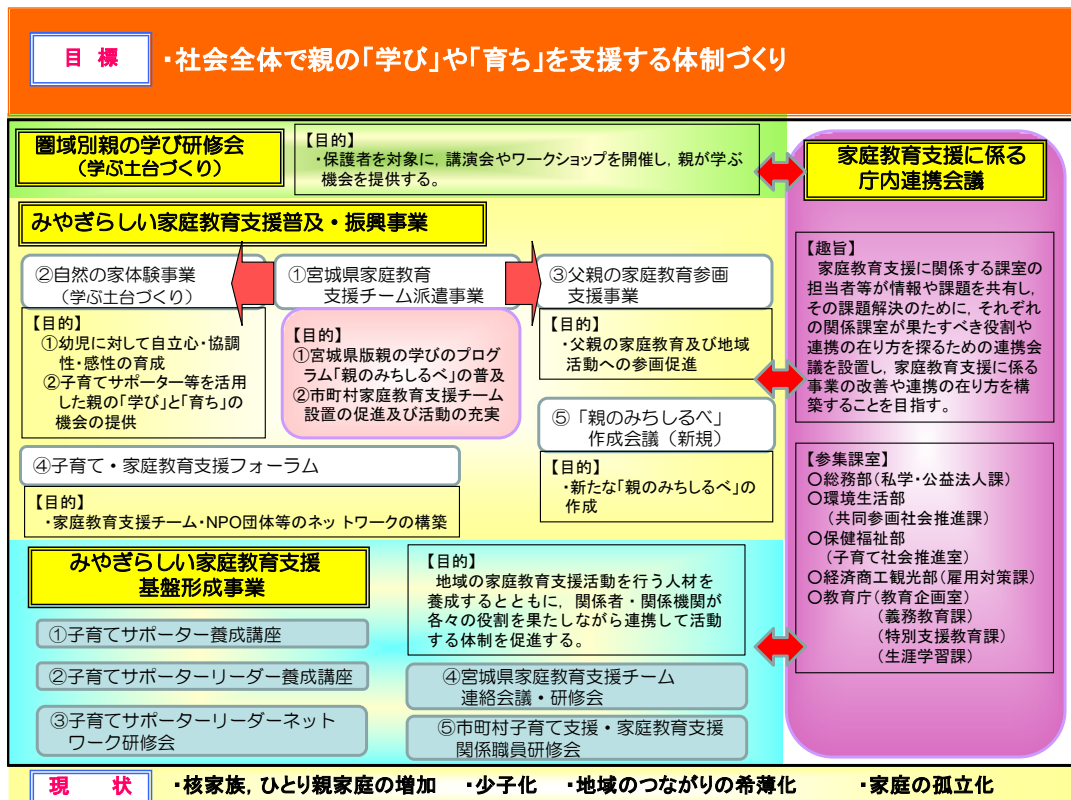 目標
・社会全体で親の「学び」や「育ち」を支援する体制づくり
圏域別親の学び研修会
(学ぶ土台づくり)
【目的】
・保護者を対象に，講演会やワークショップを開催し，親が学ぶ
機会を提供する。
みやぎらしい家庭教育支援普及・振興事業
②自然の家体験事業
（学ぶ土台づくり）
【目的】
①幼児に対して自立心・協調
性・感性の育成
②子育てサポーター等を活用
した親の「学び」と「育ち」の
機会の提供
①宮城県家庭教育
支援チーム派遣事業
【目的】
①宮城県版親の学びのプログ
ラム「親のみちしるべ」の普及
②市町村家庭教育支援チーム
設置の促進及び活動の充実
③父親の家庭教育参画
支援事業
【目的】
・父親の家庭教育及び地域
活動への参画促進
⑤「親のみちしるべ」
作成会議（新規）
【目的】
・新たな「親のみちしるべ」の
作成
④子育て・家庭教育支援フォーラム
【目的】
・家庭教育支援チーム・NPO団体等のネットワークの構築
みやぎらしい家庭教育支援
基盤形成事業
【目的】
地域の家庭教育支援活動を行う人材を
養成するとともに，関係者・関係機関が
各々の役割を果たしながら連携して活動
する体制を促進する。
①子育てサポーター養成講座
②子育てサポーターリーダー養成講座
③子育てサポーターリーダーネット
ワーク研修会
④宮城県家庭教育支援チーム
連絡会議・研修会
⑤市町村子育て支援・家庭教育支援
関係職員研修会
家庭教育支援に係る
庁内連携会議
【趣旨】
家庭教育支援に関係する課室の
担当者等が情報や課題を共有し，
その課題解決のために，それぞれ
の関係課室が果たすべき役割や
連携の在り方を探るための連携会
議を設置し，家庭教育支援に係る
事業の改善や連携の在り方を構
築することを目指す。
【参集課室】
○総務部（私学・公益法人課）
○環境生活部
（共同参画社会推進課）
○保健福祉部
（子育て社会推進室）
○経済商工観光部（雇用対策課）
○教育庁（教育企画室）
（義務教育課）
（特別支援教育課）
（生涯学習課）
現状
・核家族，ひとり親家庭の増加 ・少子化 ・地域のつながりの希薄化 ・家庭の孤立化